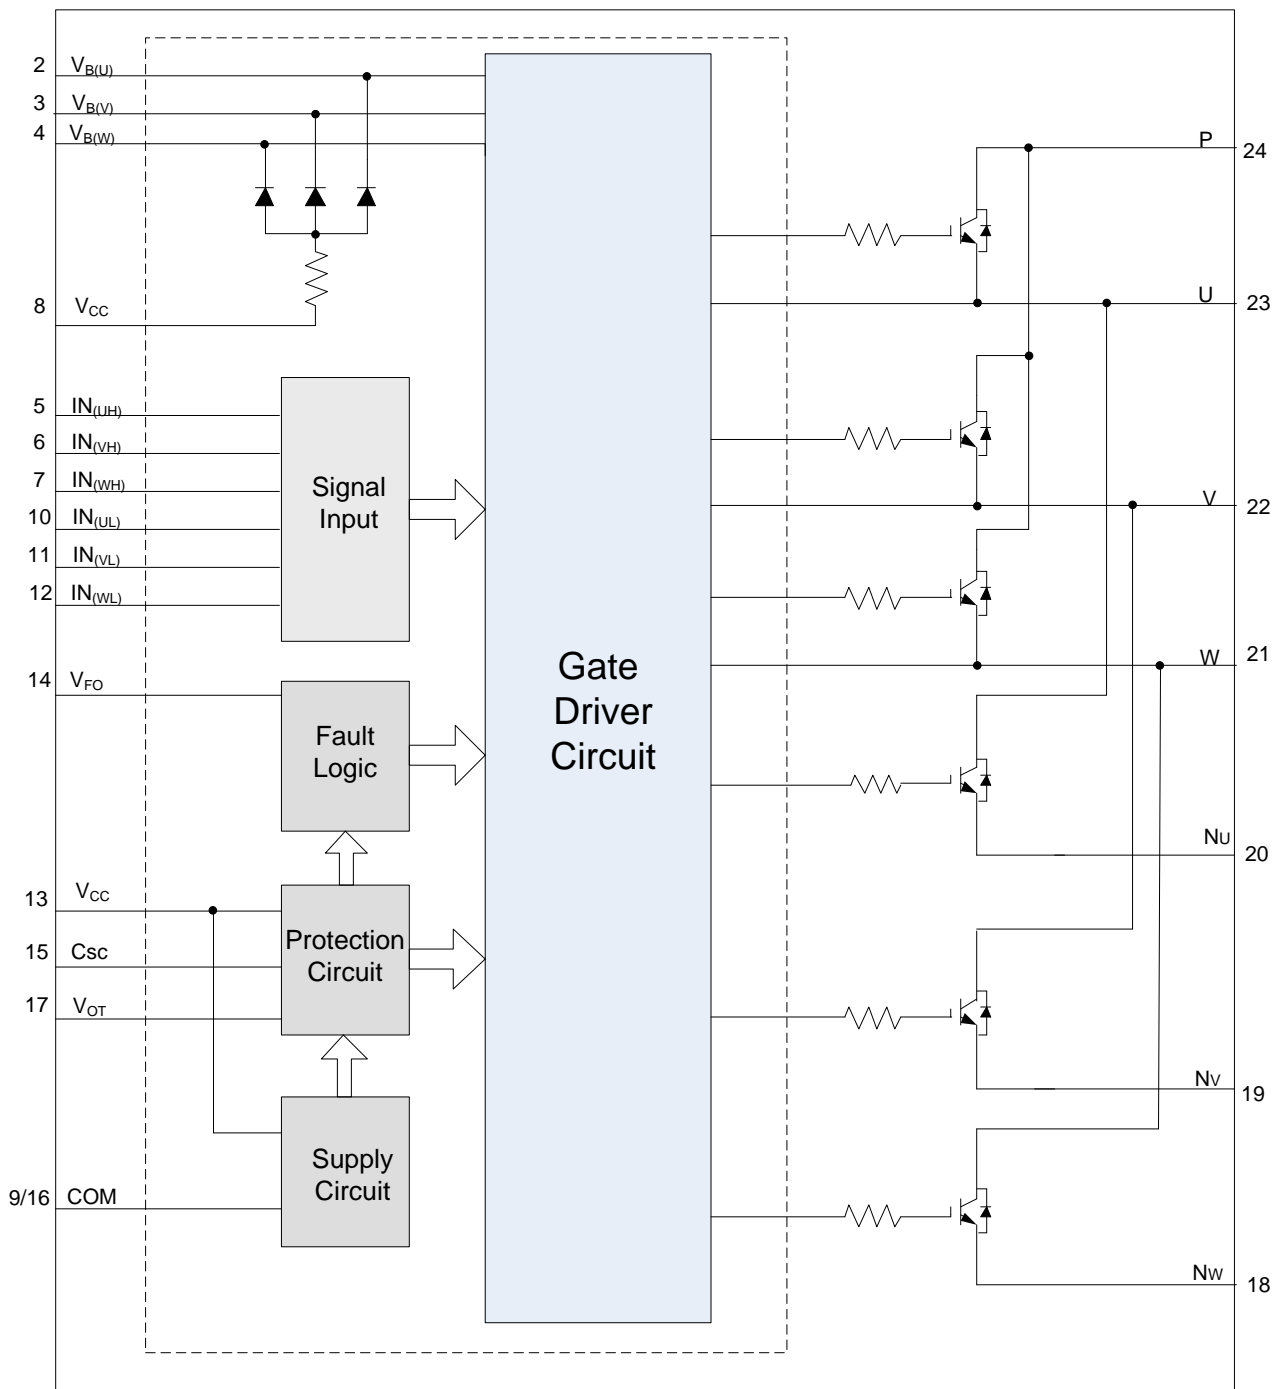 2 VB(U)
3 VB(V)
4 VB(W)
8 VCC
5 IN(UH)
6 IN(VH)
7 IN(WH)
10 IN(UL)
11 IN(VL)
12 IN(WL)
14 VFO
13 VCC
15 Csc
17 VOT
9/16 COM
Signal
Input
Fault
Logic
Protection
Circuit
Supply
Circuit
Gate
Driver
Circuit
P 24
U 23
V 22
W 21
NU 20
NV 19
NW 18